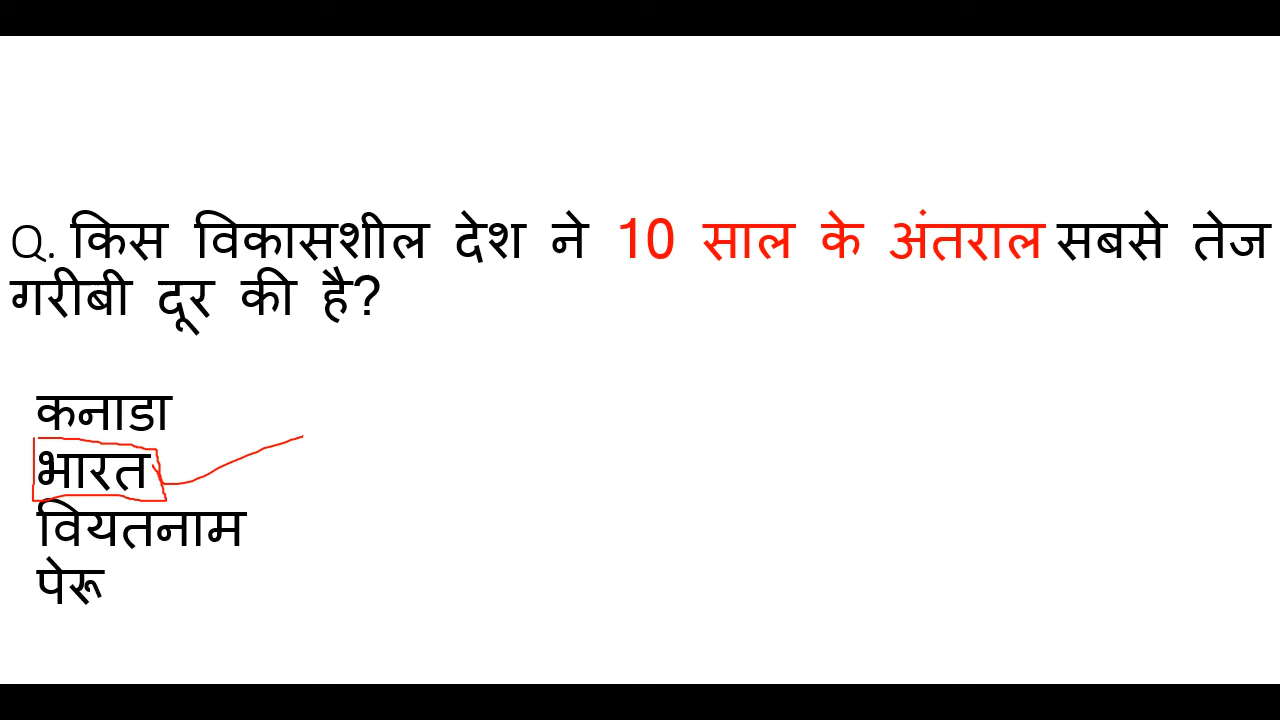 Q. किस विकासशील देश ने 10 साल के अंतराल सबसे तेज
गरीबी दूर की है?
कनाडा
भारत
वियतनाम
पेरू